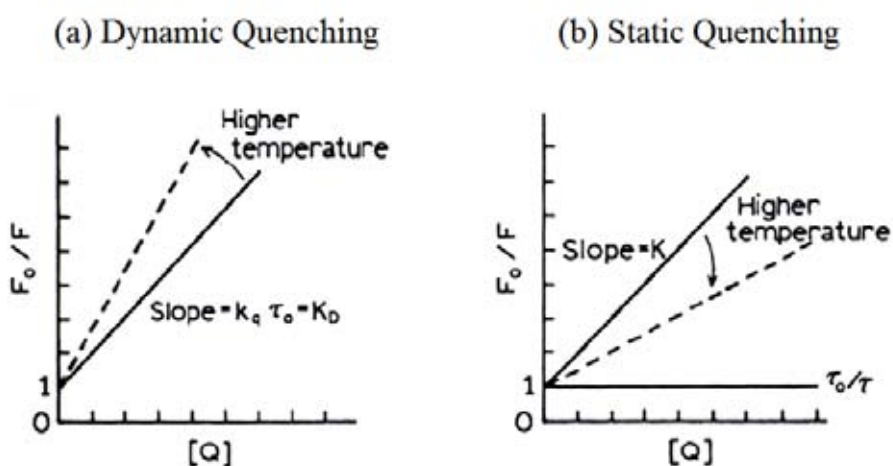 (a) Dynamic Quenching
Higher
temperature
F₀/F
Slope = k_q τ₀ = K_D
1
0
[Q]
(b) Static Quenching
Slope = K
Higher
temperature
F₀/F
τ₀/τ
1
0
[Q]